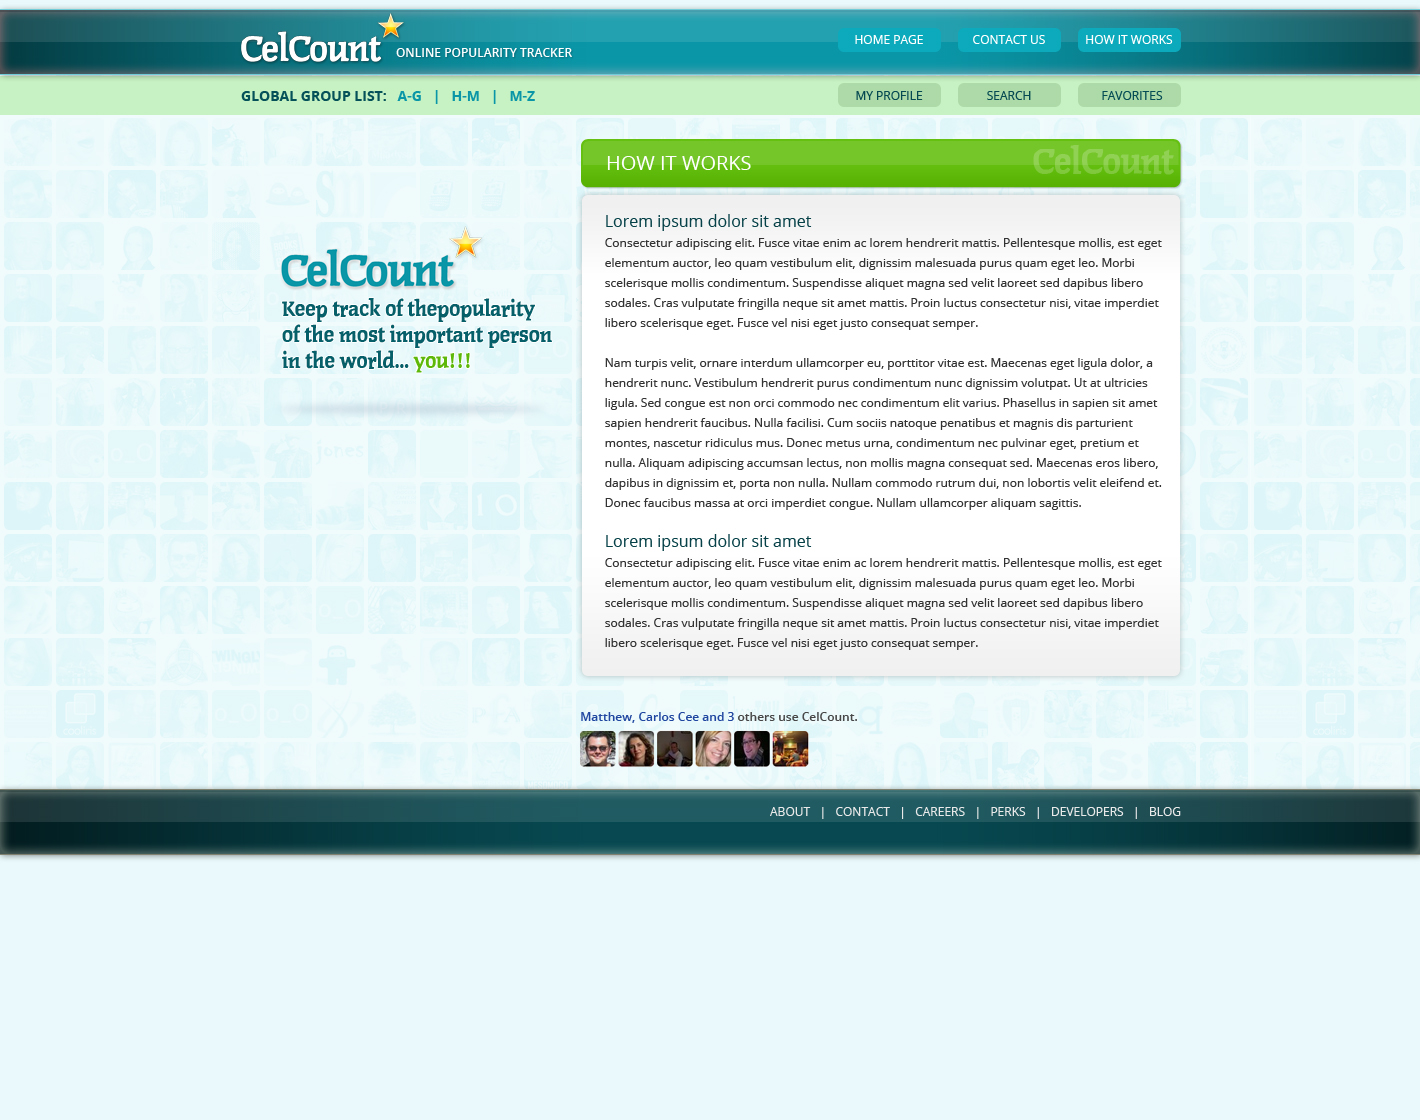 CelCount
ONLINE POPULARITY TRACKER
HOME PAGE
CONTACT US
HOW IT WORKS
GLOBAL GROUP LIST: A-G | H-M | M-Z
MY PROFILE
SEARCH
FAVORITES
CelCount
Keep track of thepopularity
of the most important person
in the world... you!!!
HOW IT WORKS
CelCount
Lorem ipsum dolor sit amet
Consectetur adipiscing elit. Fusce vitae enim ac lorem hendrerit mattis. Pellentesque mollis, est eget
elementum auctor, leo quam vestibulum elit, dignissim malesuada purus quam eget leo. Morbi
scelerisque mollis condimentum. Suspendisse aliquet magna sed velit laoreet sed dapibus libero
sodales. Cras vulputate fringilla neque sit amet mattis. Proin luctus consectetur nisi, vitae imperdiet
libero scelerisque eget. Fusce vel nisi eget justo consequat semper.
Nam turpis velit, ornare interdum ullamcorper eu, porttitor vitae est. Maecenas eget ligula dolor, a
hendrerit nunc. Vestibulum hendrerit purus condimentum nunc dignissim volutpat. Ut at ultricies
ligula. Sed congue est non orci commodo nec condimentum elit varius. Phasellus in sapien sit amet
sapien hendrerit faucibus. Nulla facilisi. Cum sociis natoque penatibus et magnis dis parturient
montes, nascetur ridiculus mus. Donec metus urna, condimentum nec pulvinar eget, pretium et
nulla. Aliquam adipiscing accumsan lectus, non mollis magna consequat sed. Maecenas eros libero,
dapibus in dignissim et, porta non nulla. Nullam commodo rutrum dui, non lobortis velit eleifend et.
Donec faucibus massa at orci imperdiet congue. Nullam ullamcorper aliquam sagittis.
Lorem ipsum dolor sit amet
Consectetur adipiscing elit. Fusce vitae enim ac lorem hendrerit mattis. Pellentesque mollis, est eget
elementum auctor, leo quam vestibulum elit, dignissim malesuada purus quam eget leo. Morbi
scelerisque mollis condimentum. Suspendisse aliquet magna sed velit laoreet sed dapibus libero
sodales. Cras vulputate fringilla neque sit amet mattis. Proin luctus consectetur nisi, vitae imperdiet
libero scelerisque eget. Fusce vel nisi eget justo consequat semper.
Matthew, Carlos Cee and 3 others use CelCount.
ABOUT | CONTACT | CAREERS | PERKS | DEVELOPERS | BLOG